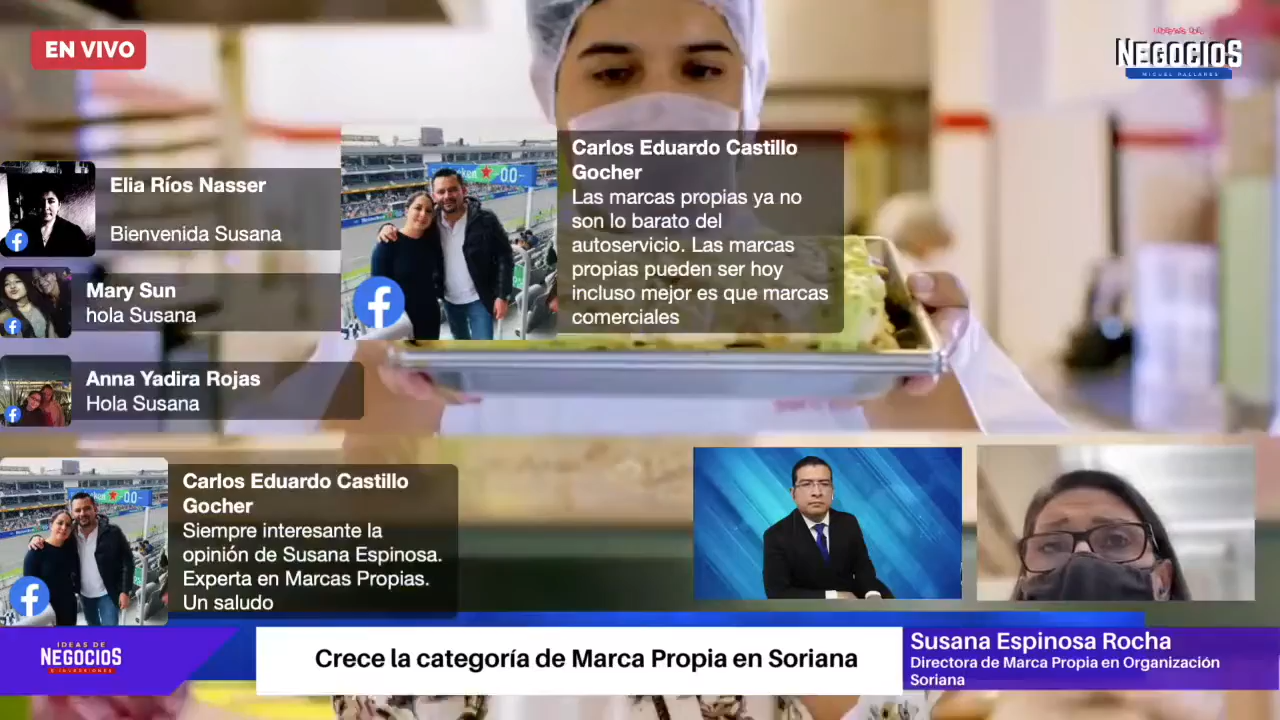 EN VIVO
NEGOCIOS
MIGUEL PALLARES
Elia Ríos Nasser
Bienvenida Susana
Mary Sun
hola Susana
Anna Yadira Rojas
Hola Susana
Carlos Eduardo Castillo
Gocher
Las marcas propias ya no
son lo barato del
autoservicio. Las marcas
propias pueden ser hoy
incluso mejor es que marcas
comerciales
Carlos Eduardo Castillo
Gocher
Siempre interesante la
opinión de Susana Espinosa.
Experta en Marcas Propias.
Un saludo
IDEAS DE
NEGOCIOS
E INVERSIONES
Crece la categoría de Marca Propia en Soriana
Susana Espinosa Rocha
Directora de Marca Propia en Organización
Soriana